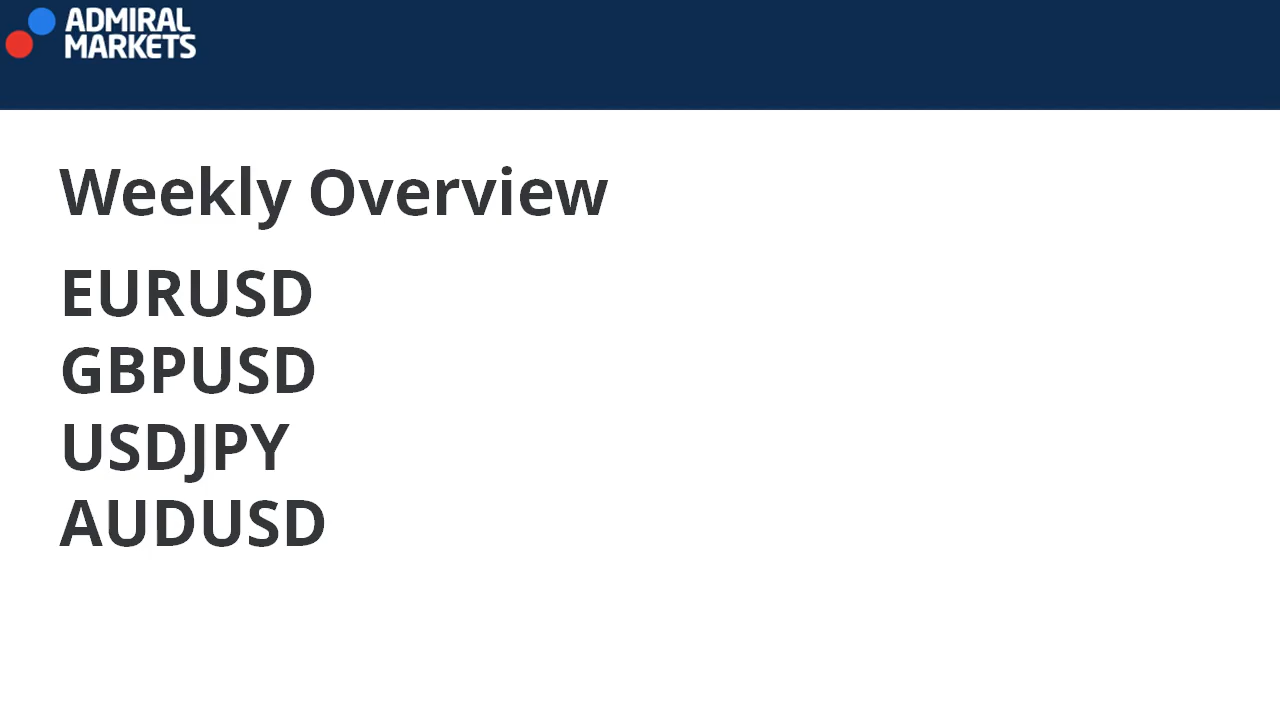 ADMIRAL
MARKETS
Weekly Overview
EURUSD
GBPUSD
USDJPY
AUDUSD